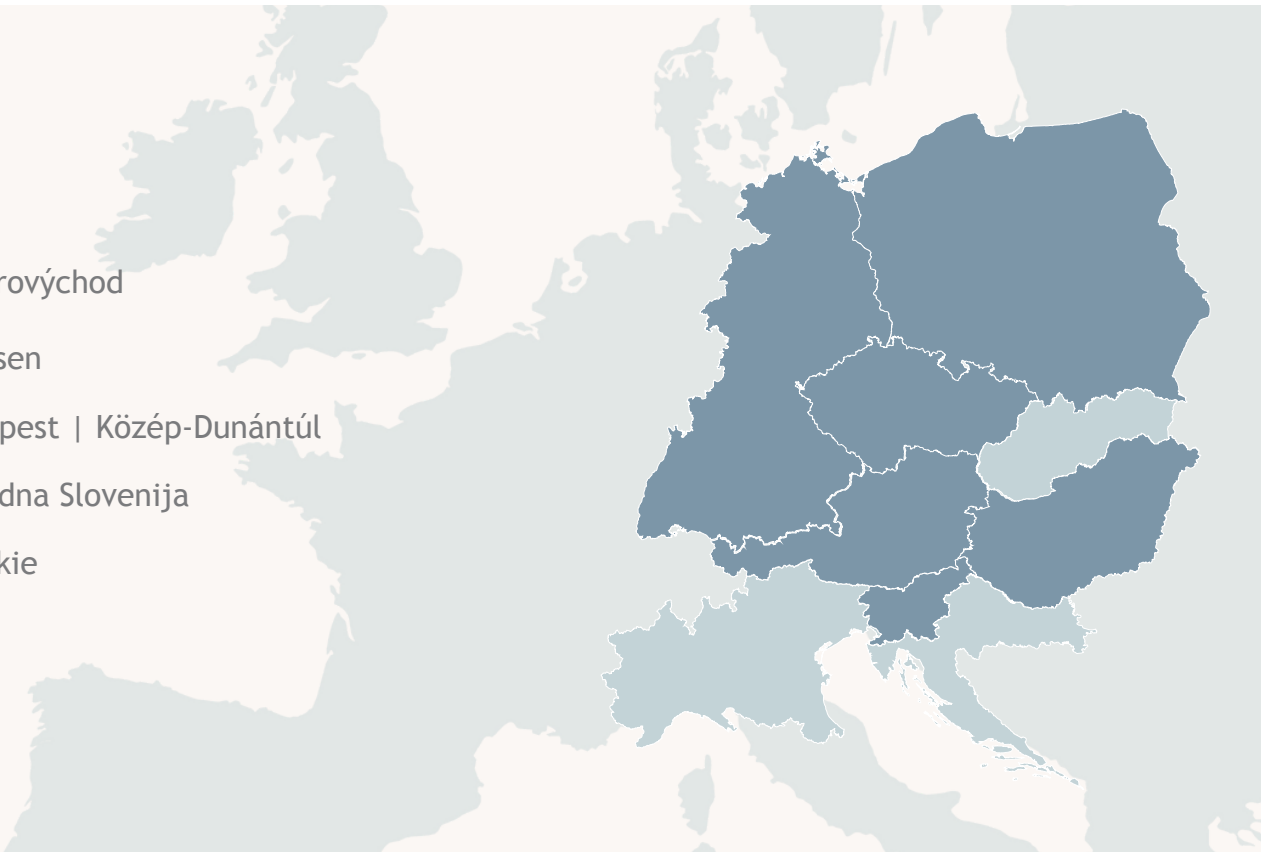 rovýchod
sen
pest | Közép-Dunántúl
dna Slovenija
kie